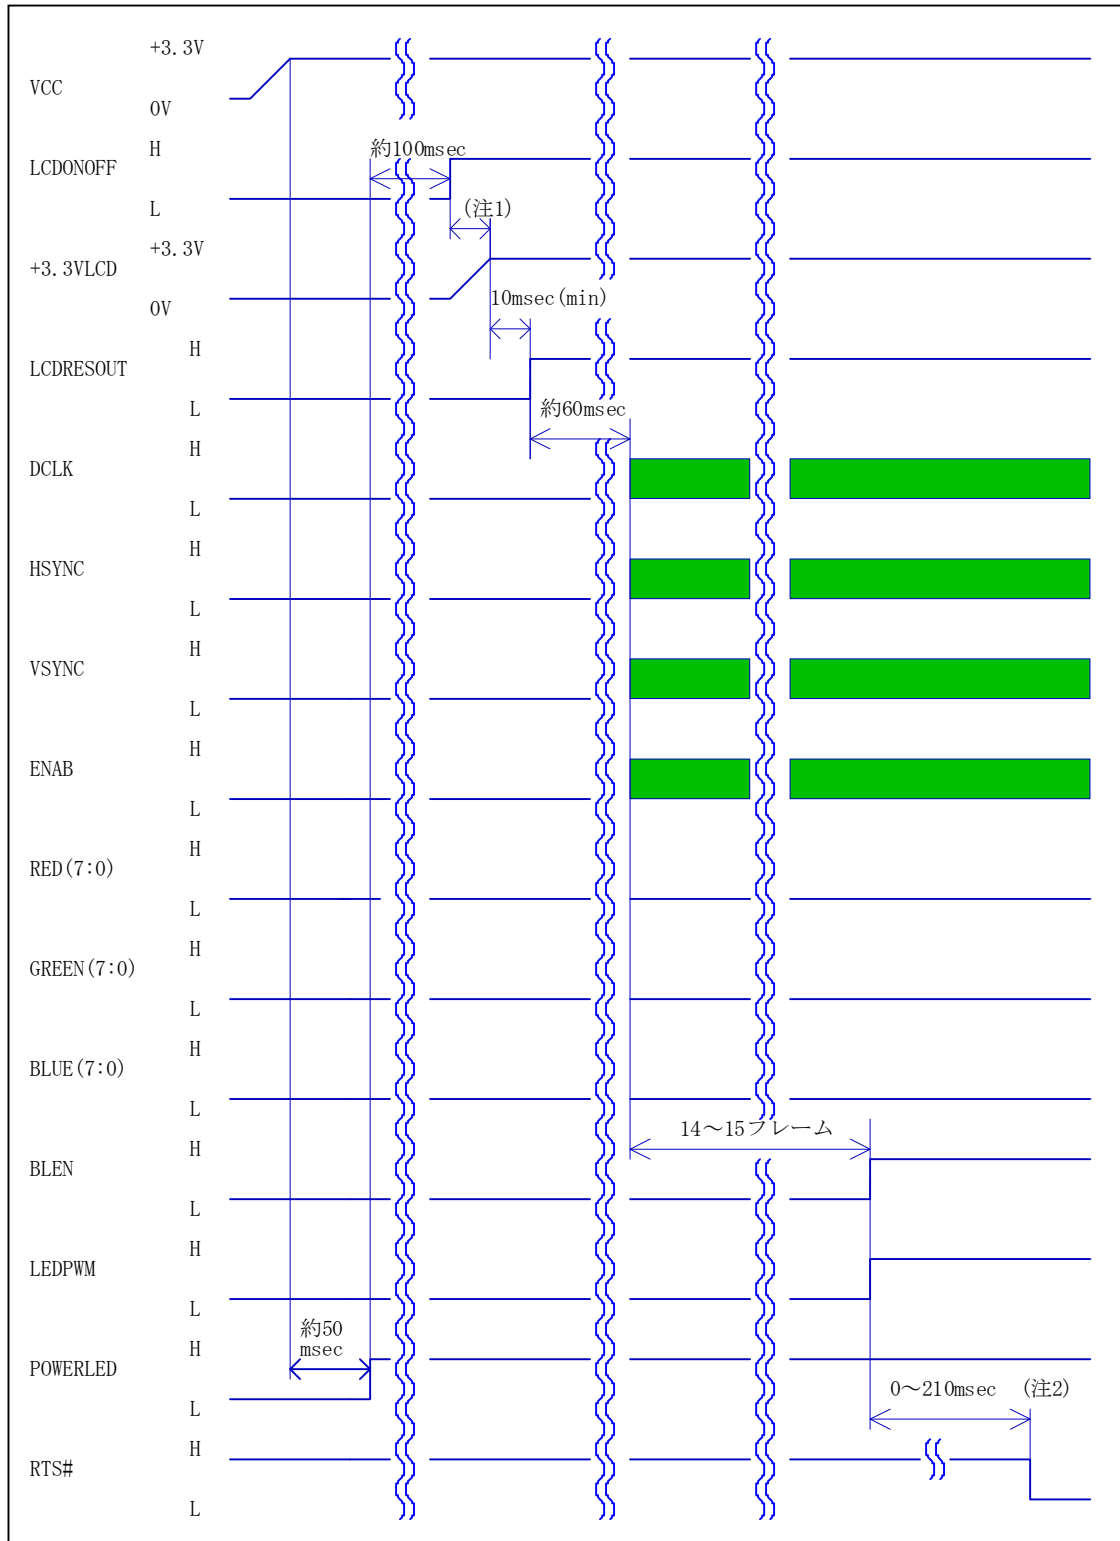 +3.3V
VCC
0V
H
約100msec
LCDONOFF
L
(注1)
+3.3V
+3.3VLCD
0V
10msec(min)
H
LCDRESOUT
L
約60msec
H
DCLK
L
H
HSYNC
L
H
VSYNC
L
H
ENAB
L
H
RED(7:0)
L
H
GREEN(7:0)
L
H
BLUE(7:0)
L
14～15フレーム
H
BLEN
L
H
LEDPWM
L
約50
msec
H
POWERLED
L
0～210msec (注2)
H
RTS#
L